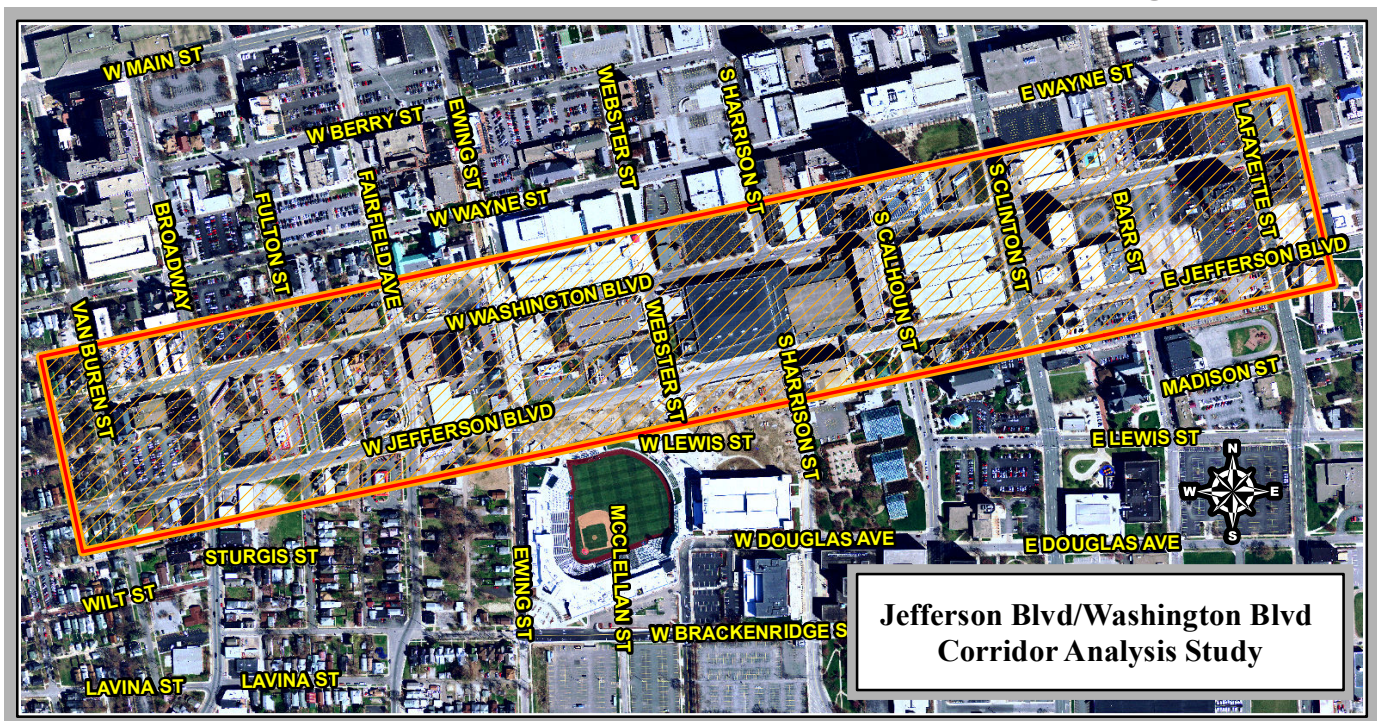 W MAIN ST
E WAYNE ST
W BERRY ST
EWING ST
WEBSTER ST
S HARRISON ST
LAFAYETTE ST
FULTON ST
FAIRFIELD AVE
W WAYNE ST
BROADWAY
S CALHOUN ST
S CLINTON ST
BARR ST
E JEFFERSON BLVD
VAN BUREN ST
W WASHINGTON BLVD
WEBSTER ST
S HARRISON ST
MADISON ST
W JEFFERSON BLVD
W LEWIS ST
E LEWIS ST
N
W E
S
STURGIS ST
EWING ST
MCCLELLAN ST
W DOUGLAS AVE
E DOUGLAS AVE
WILT ST
W BRACKENRIDGE S
LAVINA ST
LAVINA ST
Jefferson Blvd/Washington Blvd
Corridor Analysis Study